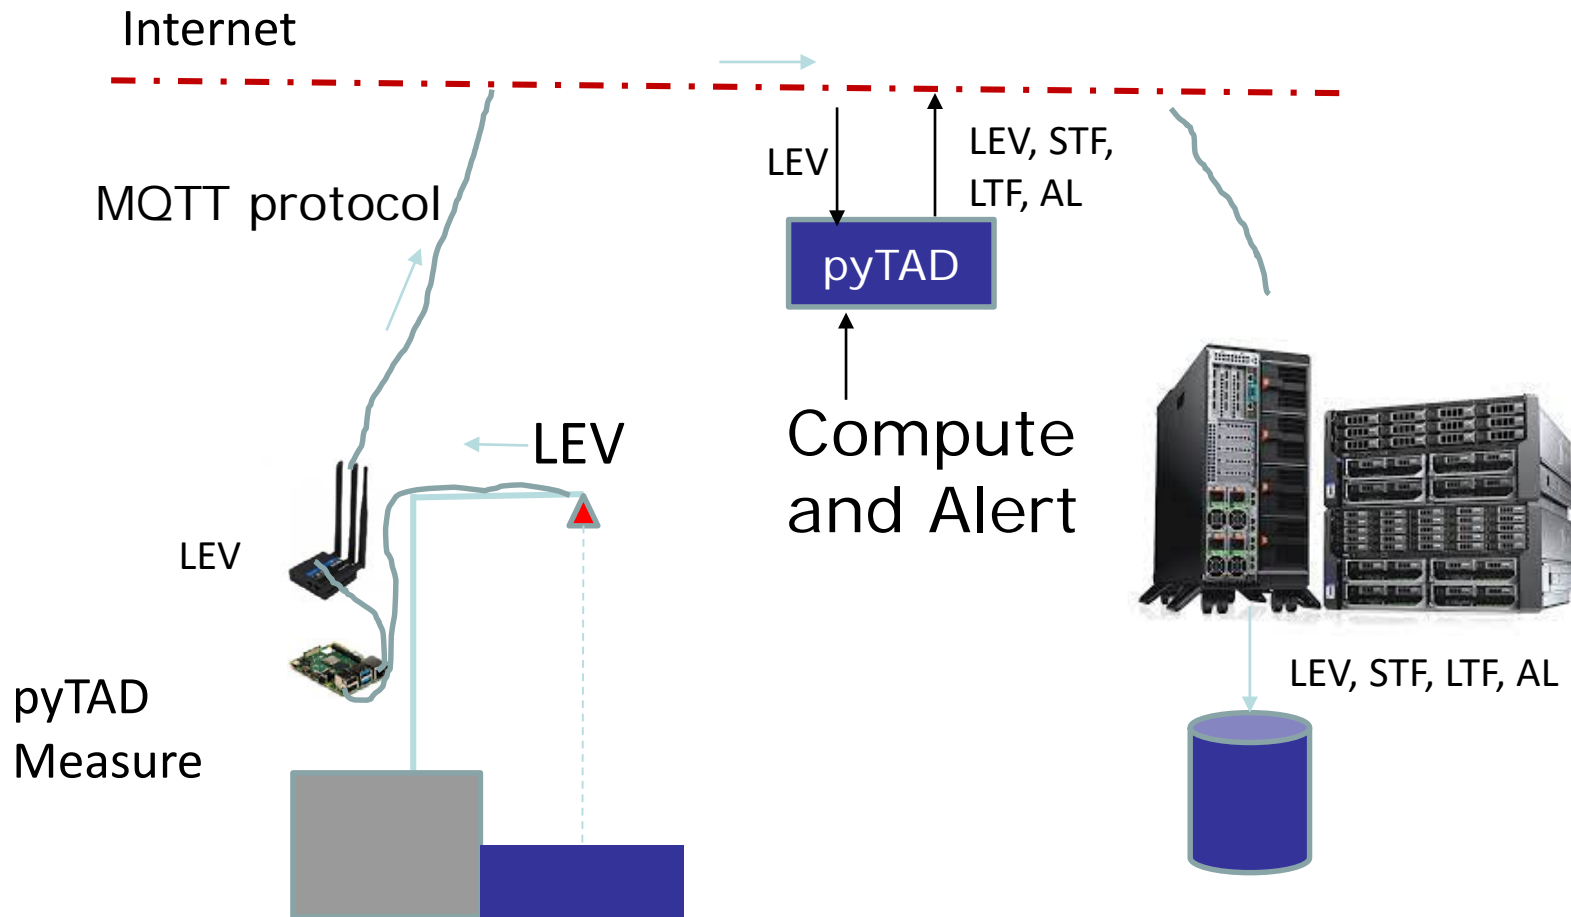 Internet
LEV
LEV, STF,
LTF, AL
MQTT protocol
pyTAD
Compute
and Alert
LEV
LEV
pyTAD
Measure
LEV, STF, LTF, AL